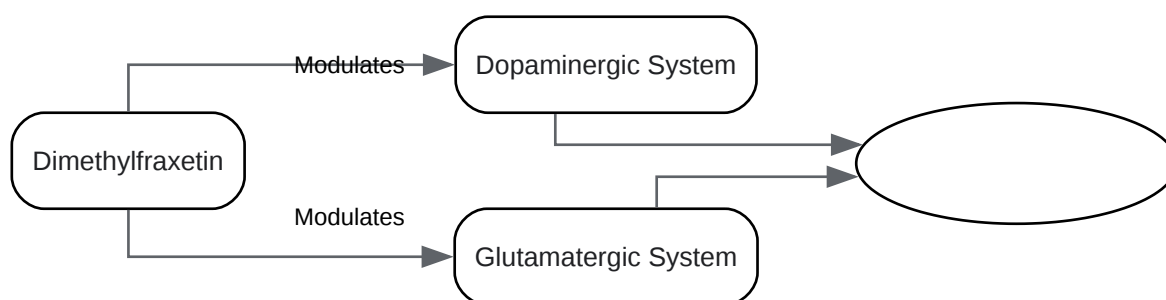 Modulates
Dopaminergic System
Dimethylfraxetin
Modulates
Glutamatergic System